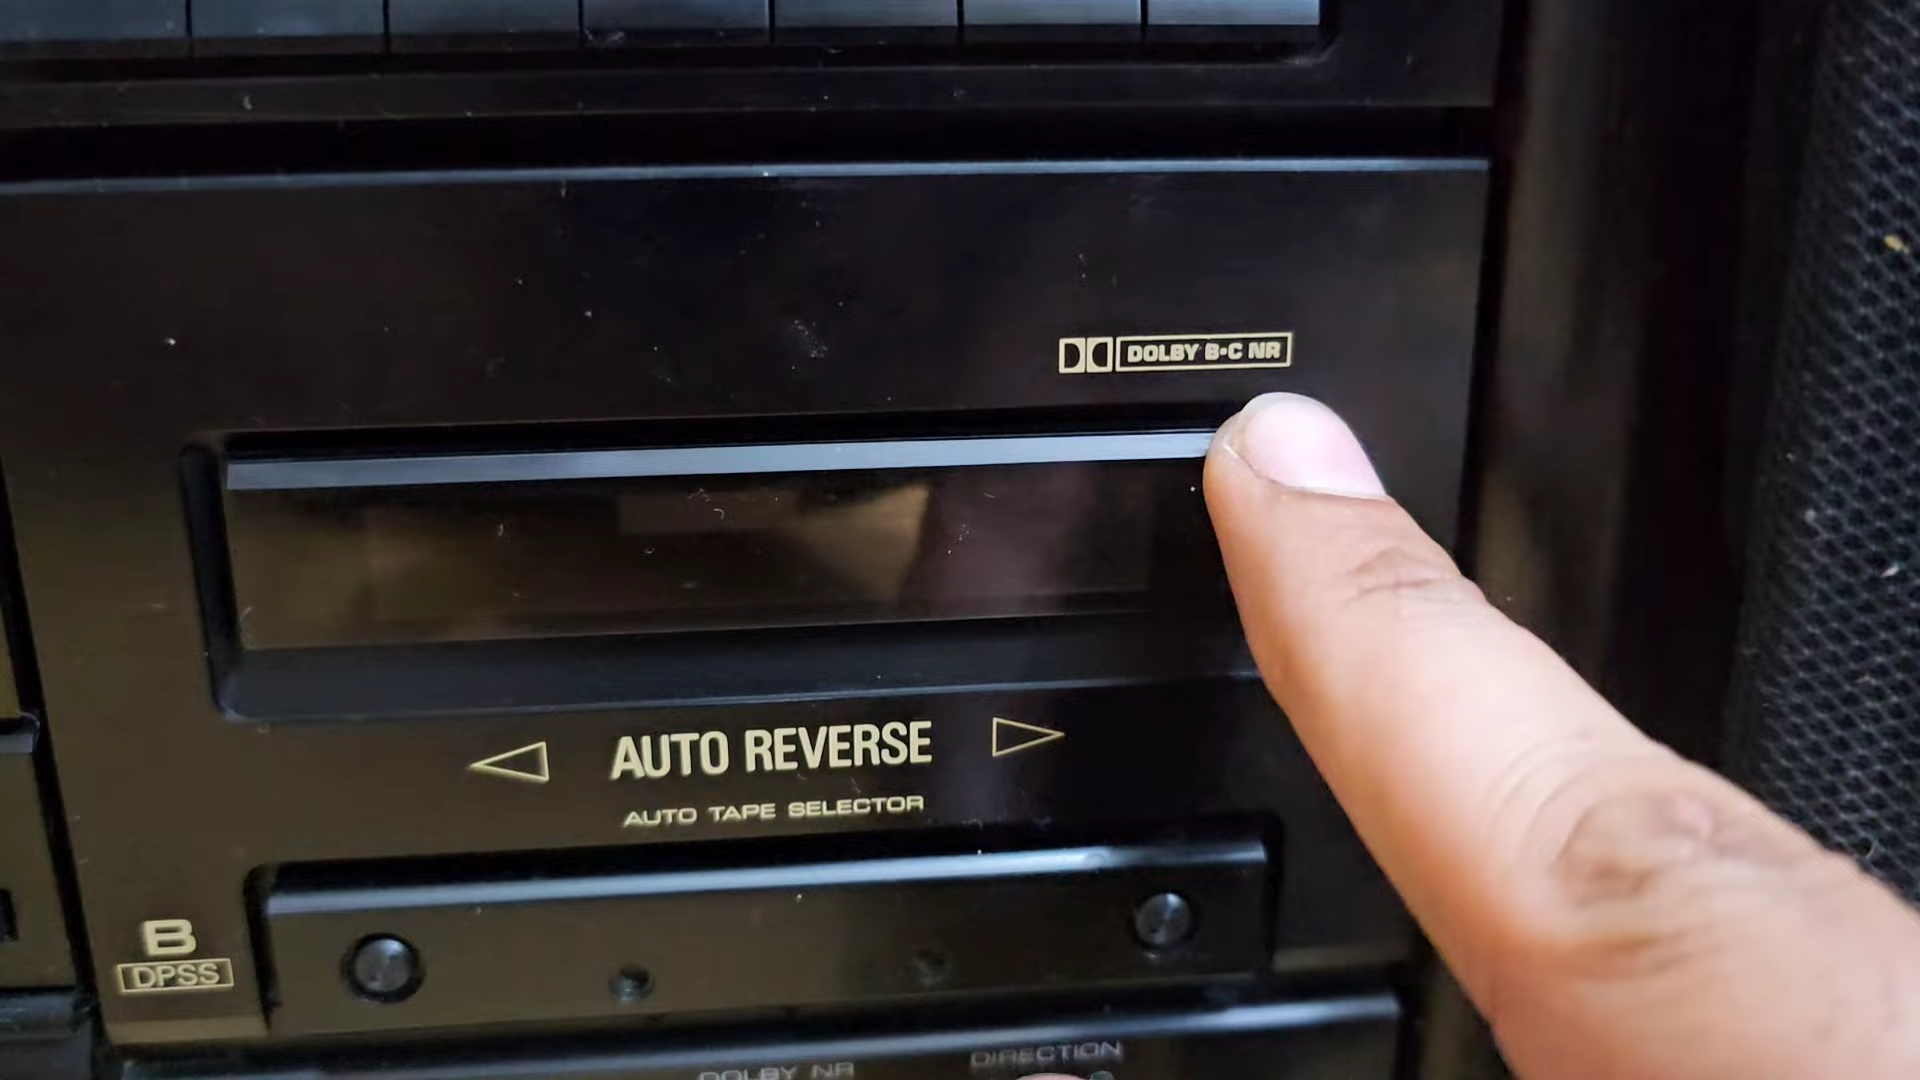 DOLBY B•C NR
AUTO REVERSE
AUTO TAPE SELECTOR
B
DPSS
DIRECTION
DOLBY NR